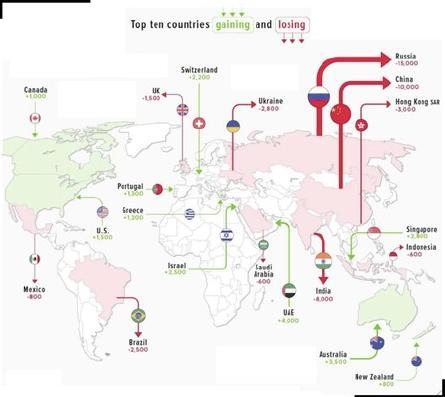 Top ten countries gaining and losing
Russia
-15,000
Switzerland
+2,200
China
-10,000
Canada
+1,000
UK
-1,500
Ukraine
-2,800
Hong Kong SAR
-3,000
Portugal
+1,300
Greece
+1,200
U.S.
+1,500
Singapore
+2,800
Indonesia
-600
Israel
+2,500
Saudi
Arabia
-600
Mexico
-800
India
-8,000
UAE
+4,000
Brazil
-2,500
Australia
+3,500
New Zealand
+800